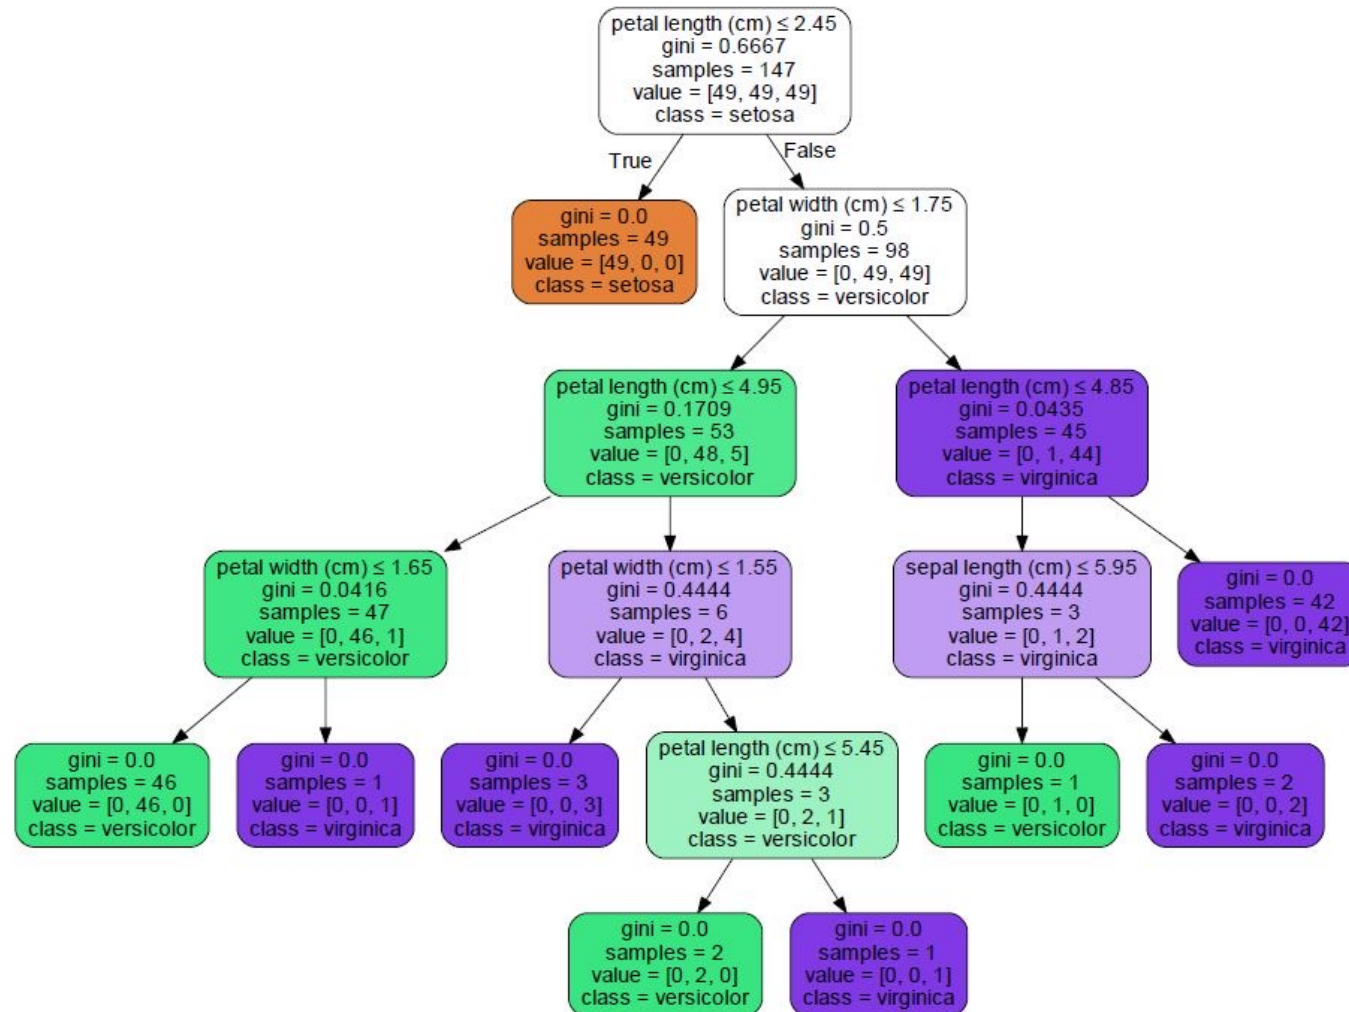 petal length (cm) ≤ 2.45
gini = 0.6667
samples = 147
value = [49, 49, 49]
class = setosa
True
False
gini = 0.0
samples = 49
value = [49, 0, 0]
class = setosa
petal width (cm) ≤ 1.75
gini = 0.5
samples = 98
value = [0, 49, 49]
class = versicolor
petal length (cm) ≤ 4.95
gini = 0.1709
samples = 53
value = [0, 48, 5]
class = versicolor
petal length (cm) ≤ 4.85
gini = 0.0435
samples = 45
value = [0, 1, 44]
class = virginica
petal width (cm) ≤ 1.65
gini = 0.0416
samples = 47
value = [0, 46, 1]
class = versicolor
petal width (cm) ≤ 1.55
gini = 0.4444
samples = 6
value = [0, 2, 4]
class = virginica
sepal length (cm) ≤ 5.95
gini = 0.4444
samples = 3
value = [0, 1, 2]
class = virginica
gini = 0.0
samples = 42
value = [0, 0, 42]
class = virginica
gini = 0.0
samples = 46
value = [0, 46, 0]
class = versicolor
gini = 0.0
samples = 1
value = [0, 0, 1]
class = virginica
gini = 0.0
samples = 3
value = [0, 0, 3]
class = virginica
petal length (cm) ≤ 5.45
gini = 0.4444
samples = 3
value = [0, 2, 1]
class = versicolor
gini = 0.0
samples = 1
value = [0, 1, 0]
class = versicolor
gini = 0.0
samples = 2
value = [0, 0, 2]
class = virginica
gini = 0.0
samples = 2
value = [0, 2, 0]
class = versicolor
gini = 0.0
samples = 1
value = [0, 0, 1]
class = virginica